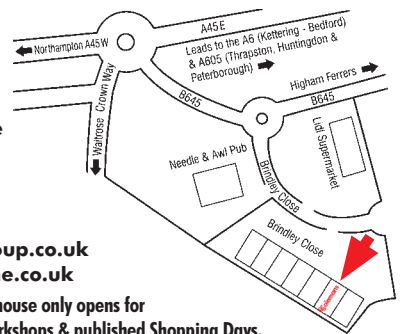 A45E
Northampton A45W
Leads to the A6 (Kettering - Bedford)
& A605 (Thrapston, Huntingdon &
Peterborough)
Higham Ferrers
B645
B645
Waitrose
Crown Way
Needle & Awl Pub
Lidl Supermarket
Brindley Close
Brindley Close
e
oup.co.uk
e.co.uk
house only opens for
rkshops & published Shopping Days.